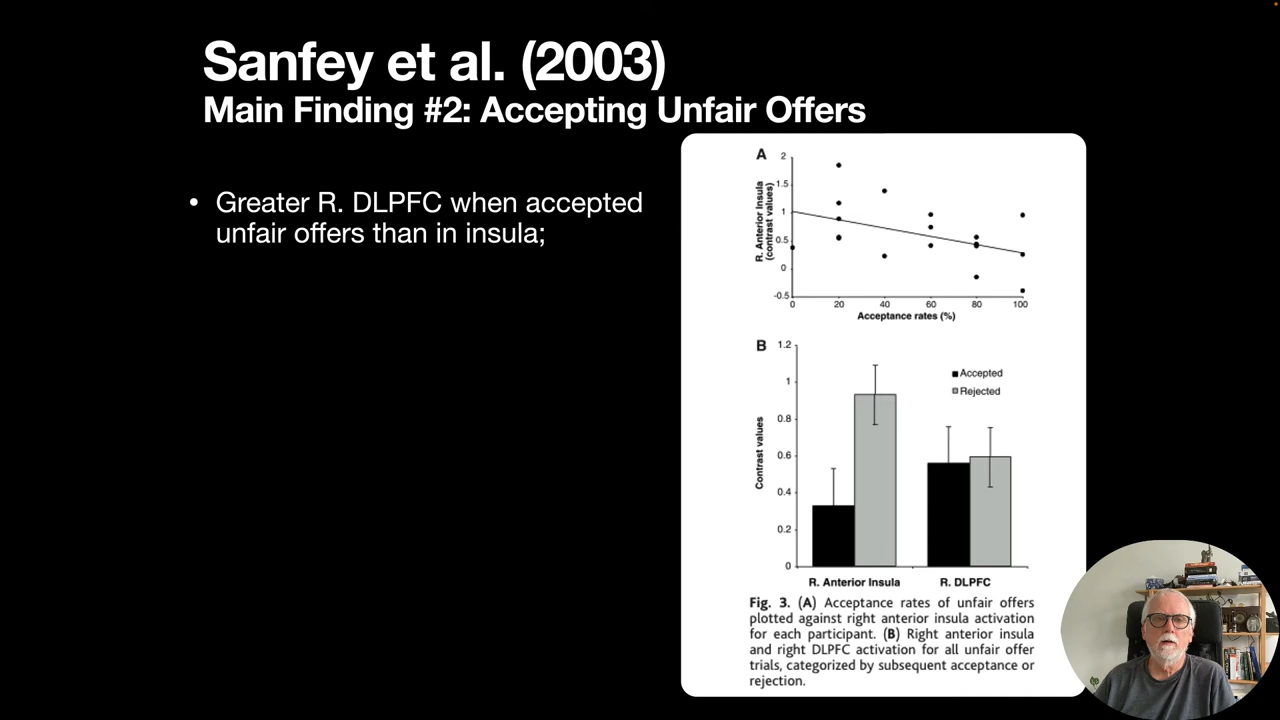 Sanfey et al. (2003)
Main Finding #2: Accepting Unfair Offers
• Greater R. DLPFC when accepted
unfair offers than in insula;
A
2
1.5
1
0.5
0
-0.5
R. Anterior Insula
(contrast values)
0 20 40 60 80 100
Acceptance rates (%)
B
1.2
1
0.8
0.6
0.4
0.2
0
Contrast values
Accepted
Rejected
R. Anterior Insula R. DLPFC
Fig. 3. (A) Acceptance rates of unfair offers
plotted against right anterior insula activation
for each participant. (B) Right anterior insula
and right DLPFC activation for all unfair offer
trials, categorized by subsequent acceptance or
rejection.